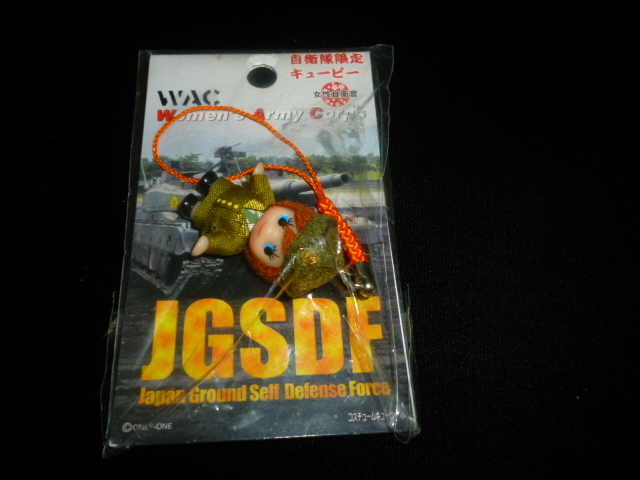 自衛隊限定
キューピー
WAC
女性自衛官
Women's Army Corps
JGSDF
Japan Ground Self Defense Force
©ONLY-ONE
コスチュームキューピー